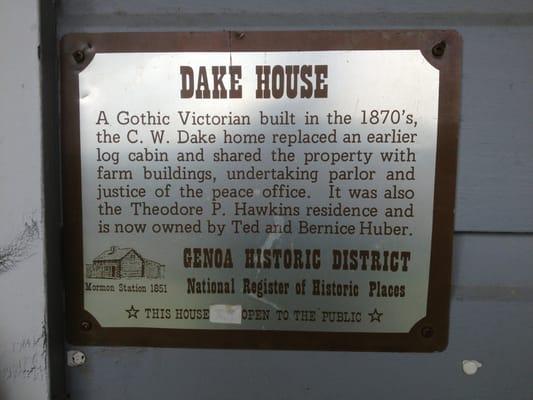 DAKE HOUSE
A Gothic Victorian built in the 1870's,
the C. W. Dake home replaced an earlier
log cabin and shared the property with
farm buildings, undertaking parlor and
justice of the peace office. It was also
the Theodore P. Hawkins residence and
is now owned by Ted and Bernice Huber.
GENOA HISTORIC DISTRICT
Mormon Station 1851
National Register of Historic Places
☆ THIS HOUSE OPEN TO THE PUBLIC ☆